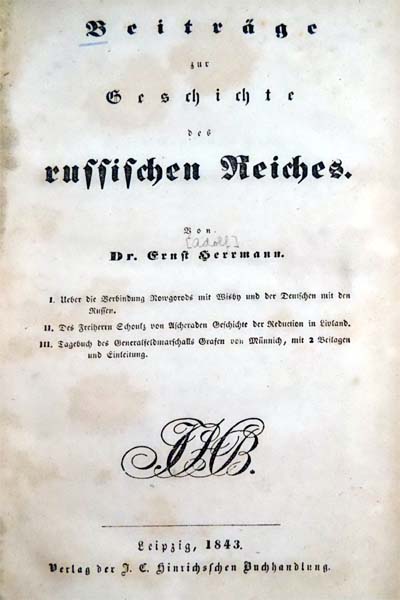 Beiträge
zur
Geschichte
des
russischen Reiches.
Von
[Adolf]
Dr. Ernst Herrmann.
I. Ueber die Verbindung Nowgorods mit Wisby und der Deutschen mit den
Russen.
II. Des Freiherrn Schoultz von Ascheraden Geschichte der Reduction in Livland.
III. Tagebuch des Generalfeldmarschalls Grafen von Münnich, mit 2 Beilagen
und Einleitung.
JCHB.
Leipzig, 1843.
Verlag der J. C. Hinrichsschen Buchhandlung.